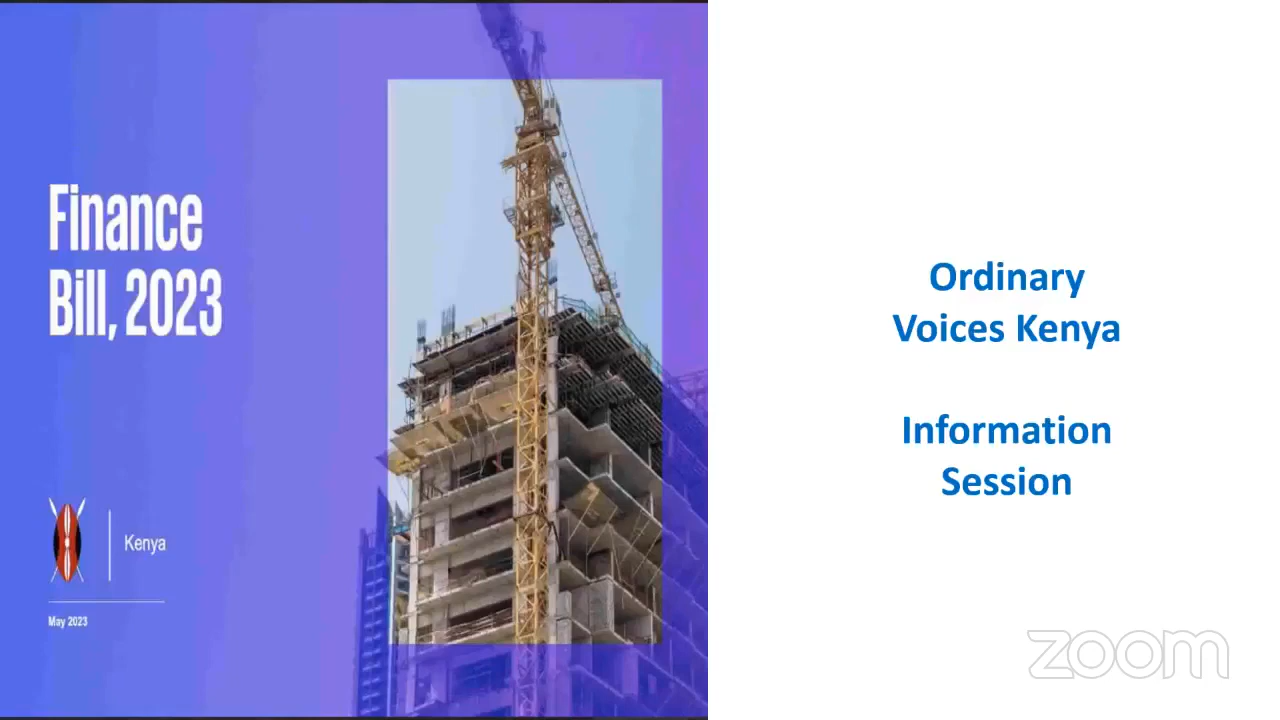 Finance
Bill, 2023
Kenya
May 2023
Ordinary
Voices Kenya
Information
Session
zoom